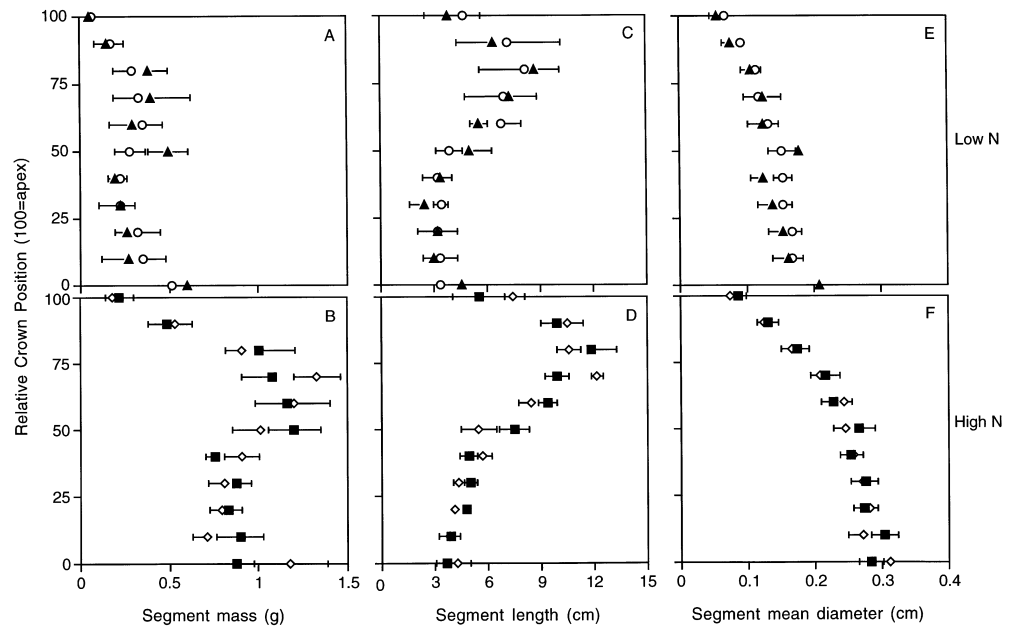 100
75
50
25
0
A
C
E
Low N
100
75
50
25
0
B
D
F
High N
Relative Crown Position (100=apex)
0
0.5
1
1.5
0
3
6
9
12
15
0
0.1
0.2
0.3
0.4
Segment mass (g)
Segment length (cm)
Segment mean diameter (cm)